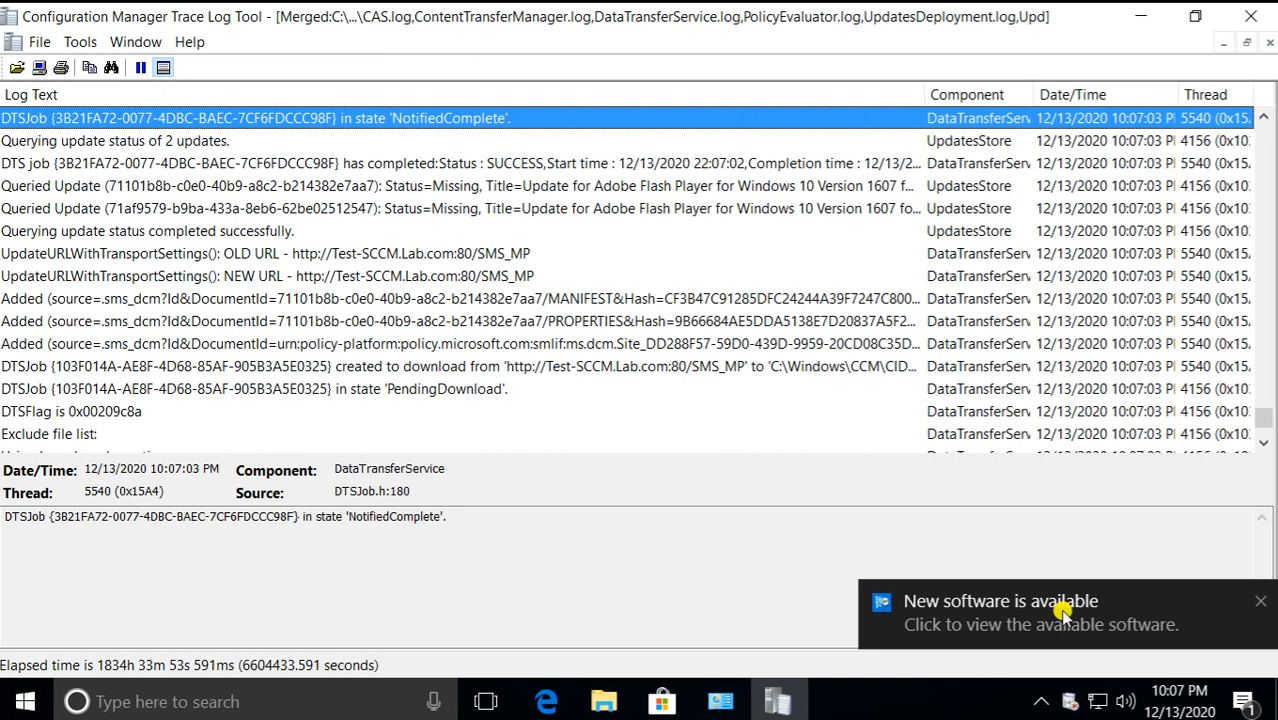 Configuration Manager Trace Log Tool - [Merged:C:\...\CAS.log,ContentTransferManager.log,DataTransferService.log,PolicyEvaluator.log,UpdatesDeployment.log,Upd]
File Tools Window Help
Log Text Component Date/Time Thread
DTSJob {3B21FA72-0077-4DBC-BAEC-7CF6FDCCC98F} in state 'NotifiedComplete'. DataTransferServ 12/13/2020 10:07:03 PI 5540 (0x15
Querying update status of 2 updates. UpdatesStore 12/13/2020 10:07:03 PI 4156 (0x10
DTS job {3B21FA72-0077-4DBC-BAEC-7CF6FDCCC98F} has completed:Status : SUCCESS,Start time : 12/13/2020 22:07:02,Completion time : 12/13/2... DataTransferServ 12/13/2020 10:07:03 PI 5540 (0x15
Queried Update (71101b8b-c0e0-40b9-a8c2-b214382e7aa7): Status=Missing, Title=Update for Adobe Flash Player for Windows 10 Version 1607 f... UpdatesStore 12/13/2020 10:07:03 PI 4156 (0x10
Queried Update (71af9579-b9ba-433a-8eb6-62be02512547): Status=Missing, Title=Update for Adobe Flash Player for Windows 10 Version 1607 fo... UpdatesStore 12/13/2020 10:07:03 PI 4156 (0x10
Querying update status completed successfully. UpdatesStore 12/13/2020 10:07:03 PI 4156 (0x10
UpdateURLWithTransportSettings(): OLD URL - http://Test-SCCM.Lab.com:80/SMS_MP DataTransferServ 12/13/2020 10:07:03 PI 5540 (0x15
UpdateURLWithTransportSettings(): NEW URL - http://Test-SCCM.Lab.com:80/SMS_MP DataTransferServ 12/13/2020 10:07:03 PI 5540 (0x15
Added (source=.sms_dcm?Id&DocumentId=71101b8b-c0e0-40b9-a8c2-b214382e7aa7/MANIFEST&Hash=CF3B47C91285DFC24244A39F7247C800... DataTransferServ 12/13/2020 10:07:03 PI 5540 (0x15
Added (source=.sms_dcm?Id&DocumentId=71101b8b-c0e0-40b9-a8c2-b214382e7aa7/PROPERTIES&Hash=9B66684AE5DDA5138E7D20837A5F2... DataTransferServ 12/13/2020 10:07:03 PI 5540 (0x15
Added (source=.sms_dcm?Id&DocumentId=urn:policy-platform:policy.microsoft.com:smlif:ms.dcm.Site_DD288F57-59D0-439D-9959-20CD08C35D... DataTransferServ 12/13/2020 10:07:03 PI 5540 (0x15
DTSJob {103F014A-AE8F-4D68-85AF-905B3A5E0325} created to download from 'http://Test-SCCM.Lab.com:80/SMS_MP' to 'C:\Windows\CCM\CID... DataTransferServ 12/13/2020 10:07:03 PI 5540 (0x15
DTSJob {103F014A-AE8F-4D68-85AF-905B3A5E0325} in state 'PendingDownload'. DataTransferServ 12/13/2020 10:07:03 PI 4156 (0x10
DTSFlag is 0x00209c8a DataTransferServ 12/13/2020 10:07:03 PI 4156 (0x10
Exclude file list: DataTransferServ 12/13/2020 10:07:03 PI 4156 (0x10
Date/Time: 12/13/2020 10:07:03 PM Component: DataTransferService
Thread: 5540 (0x15A4) Source: DTSJob.h:180
DTSJob {3B21FA72-0077-4DBC-BAEC-7CF6FDCCC98F} in state 'NotifiedComplete'.
New software is available
Click to view the available software.
Elapsed time is 1834h 33m 53s 591ms (6604433.591 seconds)
Type here to search
10:07 PM
12/13/2020
1